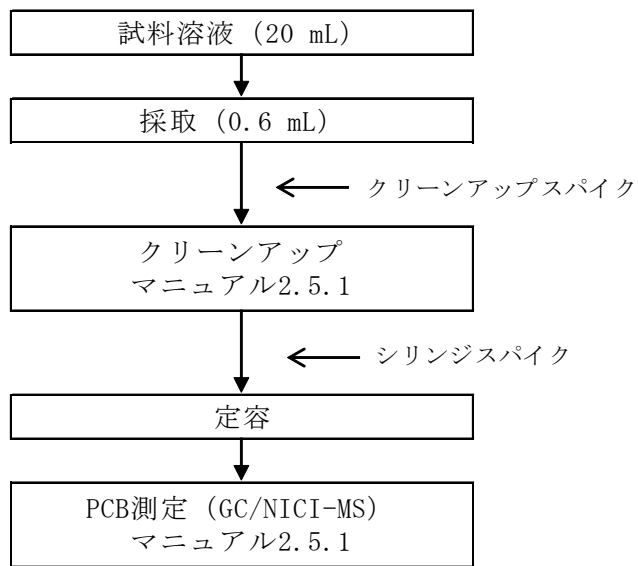 試料溶液 (20 mL)
採取 (0.6 mL)
クリーンアップスパイク
クリーンアップ
マニュアル2.5.1
シリンジスパイク
定容
PCB測定 (GC/NICI-MS)
マニュアル2.5.1